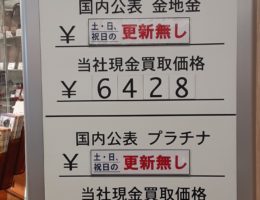 国内公表 金地金
¥ 土・日、祝日の 更新無し
当社現金買取価格
¥ 6428
国内公表 プラチナ
¥ 土・日、祝日の 更新無し
当社現金買取価格